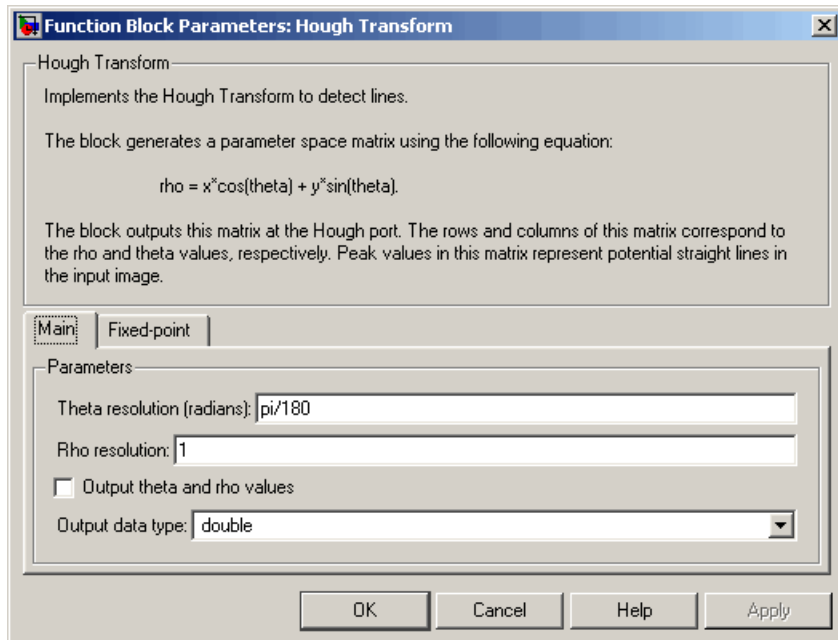 Function Block Parameters: Hough Transform
Hough Transform
Implements the Hough Transform to detect lines.
The block generates a parameter space matrix using the following equation:
rho = x*cos(theta) + y*sin(theta).
The block outputs this matrix at the Hough port. The rows and columns of this matrix correspond to
the rho and theta values, respectively. Peak values in this matrix represent potential straight lines in
the input image.
Main Fixed-point
Parameters
Theta resolution (radians): pi/180
Rho resolution: 1
Output theta and rho values
Output data type: double
OK Cancel Help Apply